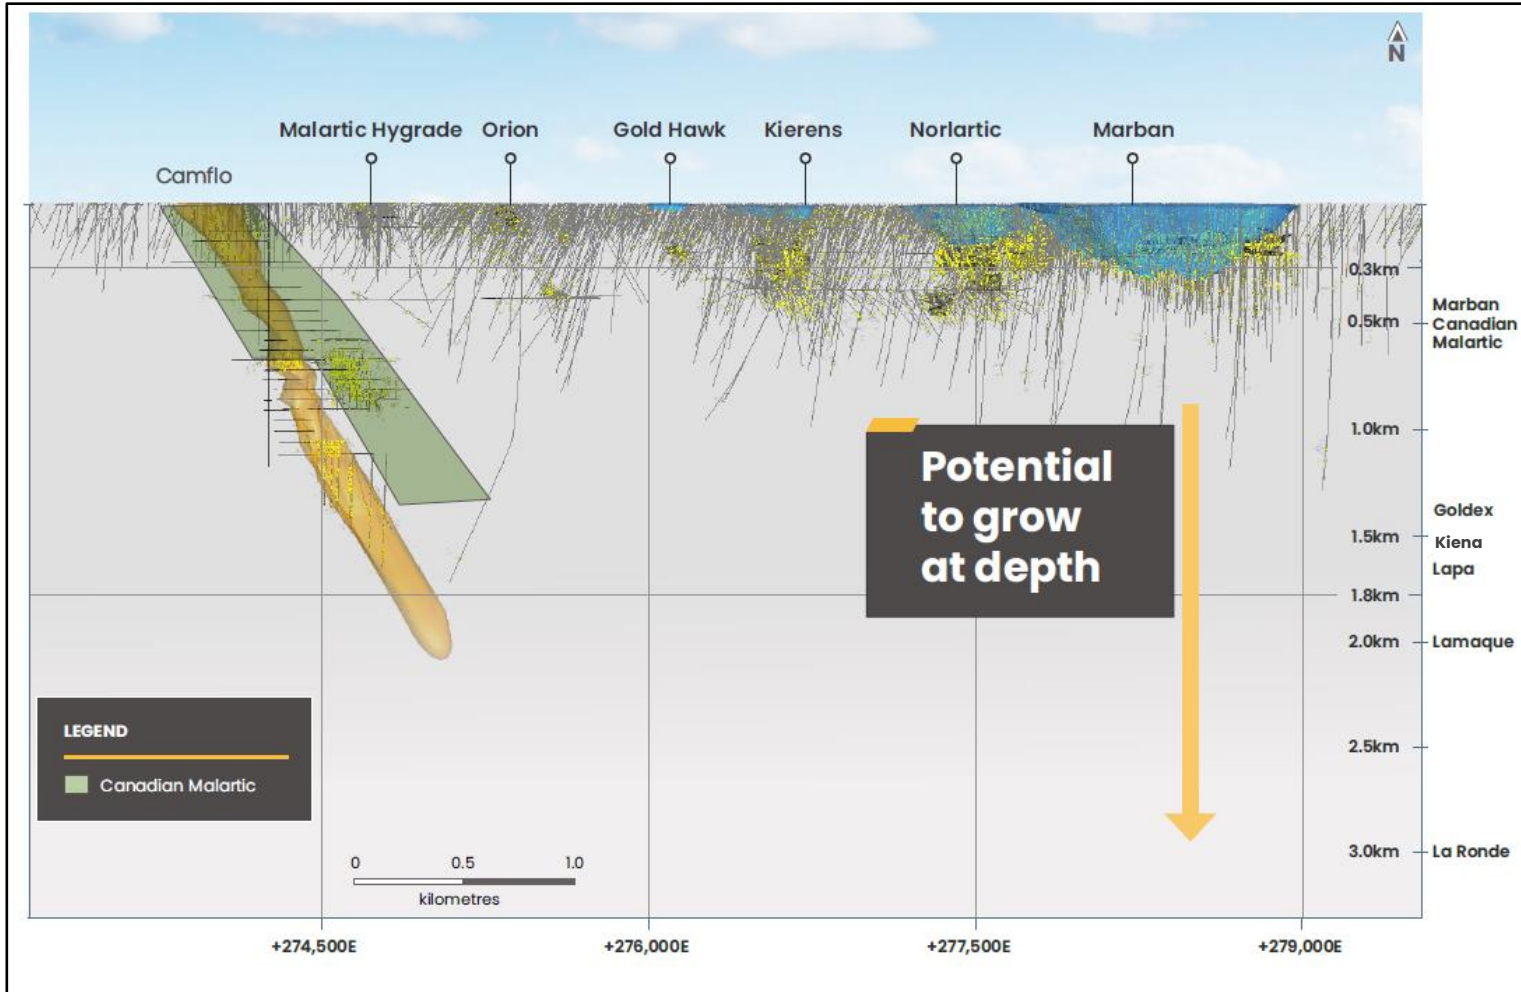 N
Malartic Hygrade
Orion
Gold Hawk
Kierens
Norlartic
Marban
Camflo
0.3km
0.5km
Marban
Canadian
Malartic
1.0km
Potential
to grow
at depth
Goldex
1.5km
Kiena
Lapa
1.8km
2.0km
Lamaque
LEGEND
Canadian Malartic
2.5km
3.0km
La Ronde
0 0.5 1.0
kilometres
+274,500E
+276,000E
+277,500E
+279,000E